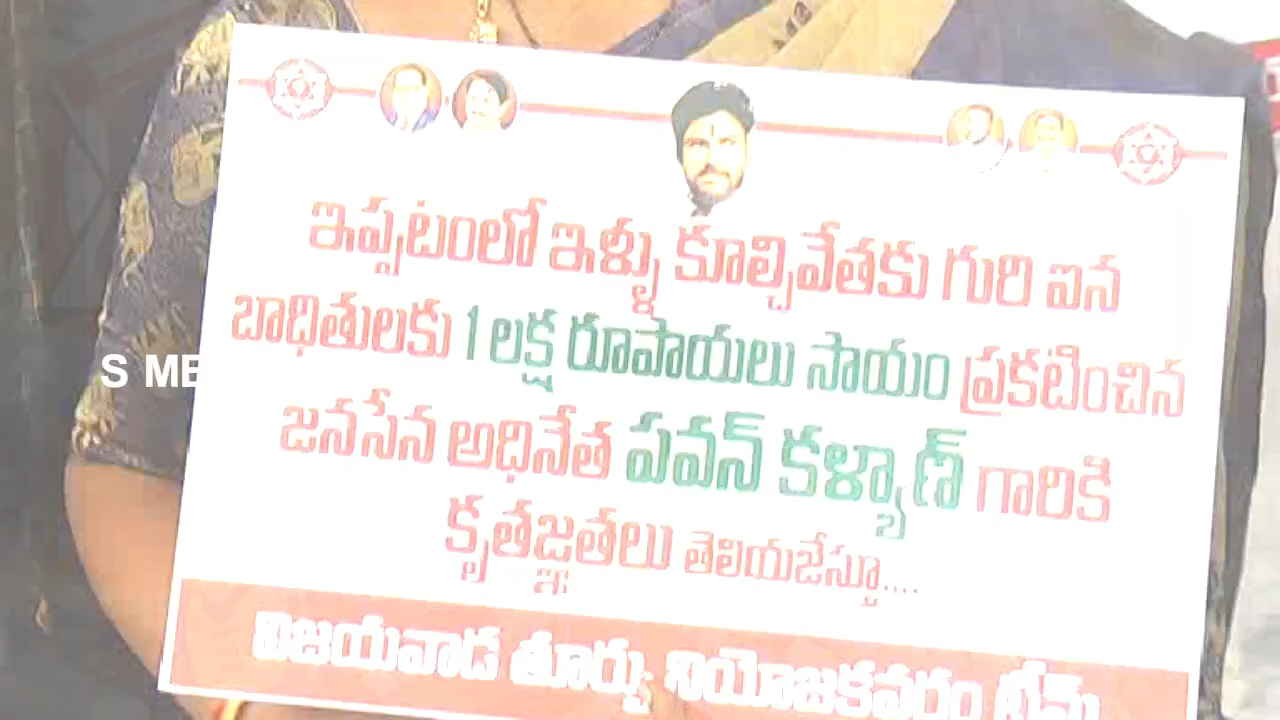 ఇప్పటంలో ఇళ్ళు కూల్చివేతకు గురి ఐన
బాధితులకు 1 లక్ష రూపాయలు సాయం ప్రకటించిన
S ME
జనసేన అధినేత పవన్ కళ్యాణ్ గారికి
కృతజ్ఞతలు తెలియజేస్తూ....
విజయవాడ తూర్పు నియోజకవర్గం టీమ్